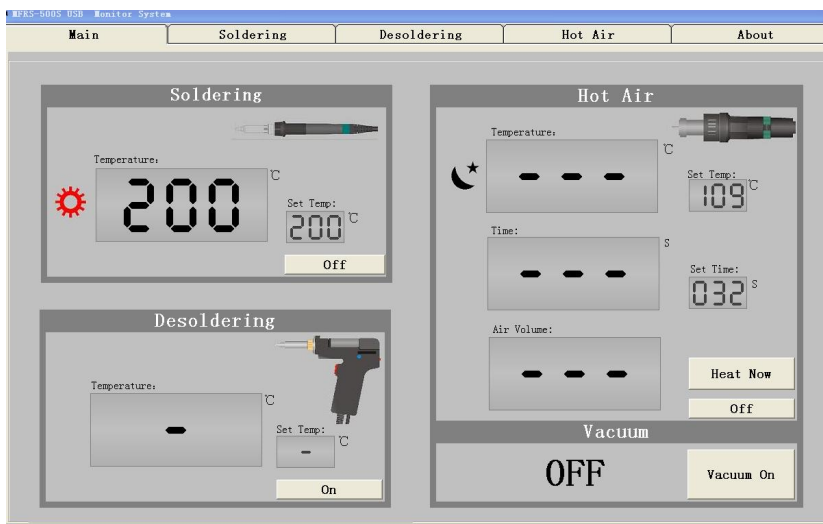 MFRS-500S USB Monitor System
Main
Soldering
Desoldering
Hot Air
About
Soldering
Temperature:
200
℃
Set Temp:
200
℃
Off
Desoldering
Temperature:
-
℃
Set Temp:
-
℃
On
Hot Air
Temperature:
- - -
℃
Set Temp:
109
℃
Time:
- - -
S
Set Time:
032
S
Air Volume:
- - -
Heat Now
Off
Vacuum
OFF
Vacuum On